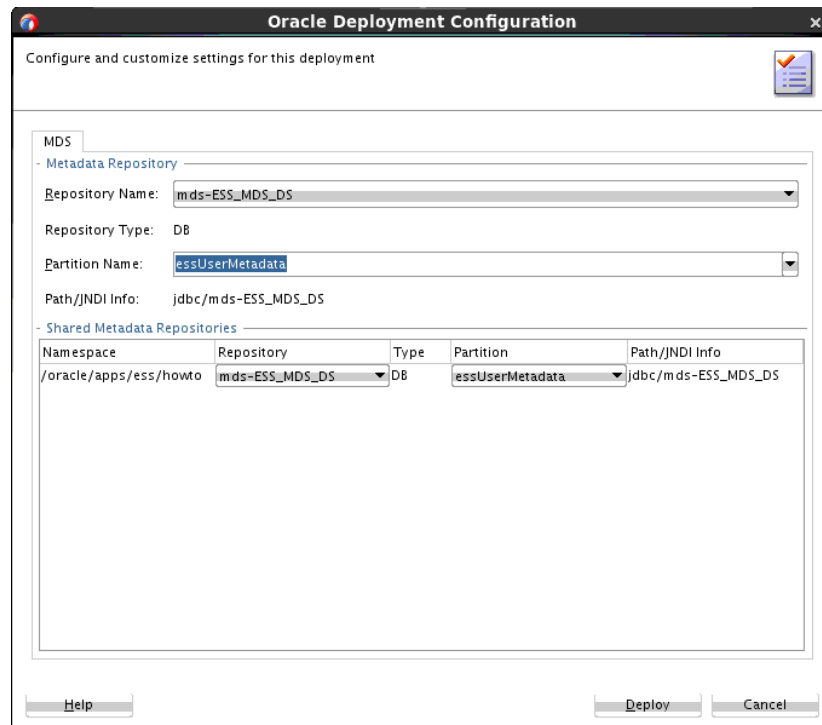 Oracle Deployment Configuration
Configure and customize settings for this deployment
MDS
Metadata Repository
Repository Name: mds-ESS_MDS_DS
Repository Type: DB
Partition Name: essUserMetadata
Path/JNDI Info: jdbc/mds-ESS_MDS_DS
Shared Metadata Repositories
Namespace Repository Type Partition Path/JNDI Info
/oracle/apps/ess/howto mds-ESS_MDS_DS DB essUserMetadata jdbc/mds-ESS_MDS_DS
Help Deploy Cancel